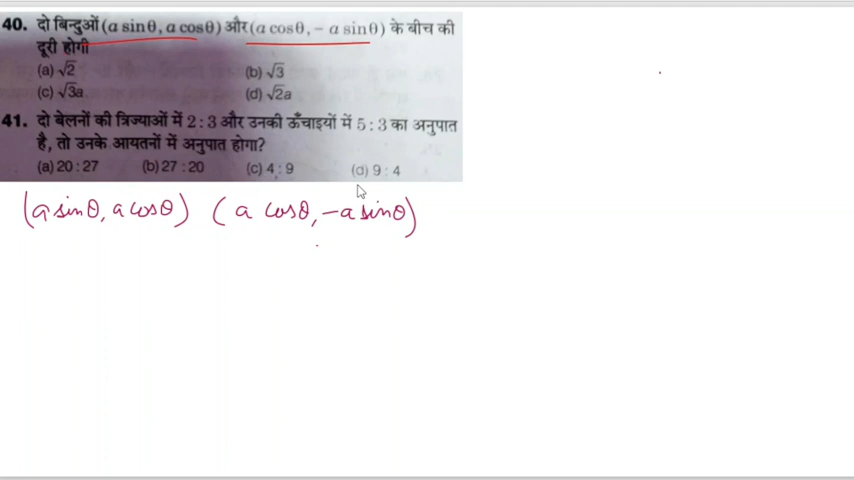 40. दो बिन्दुओं (a sinθ, a cosθ) और (a cosθ, – a sinθ) के बीच की
दूरी होगी
(a) √2 (b) √3
(c) √3a (d) √2a
41. दो बेलनों की त्रिज्याओं में 2 : 3 और उनकी ऊँचाइयों में 5 : 3 का अनुपात
है, तो उनके आयतनों में अनुपात होगा?
(a) 20 : 27 (b) 27 : 20 (c) 4 : 9 (d) 9 : 4
(a sinθ, a cosθ) (a cosθ, –a sinθ)